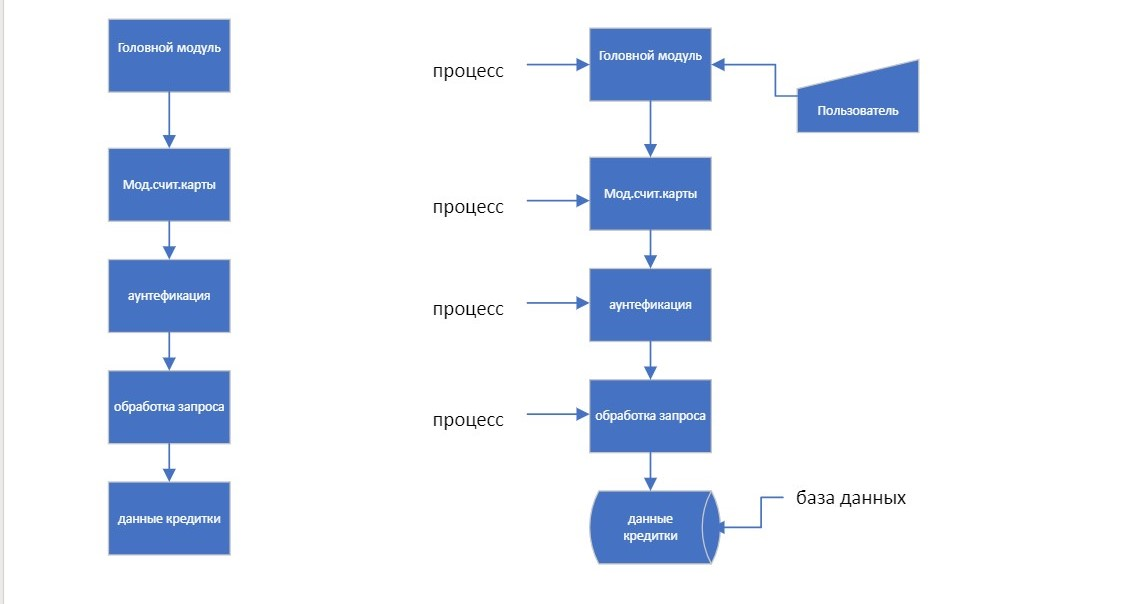 Головной модуль
Мод.счит.карты
аунтефикация
обработка запроса
данные кредитки
процесс
Головной модуль
Пользователь
процесс
Мод.счит.карты
процесс
аунтефикация
процесс
обработка запроса
данные
кредитки
база данных